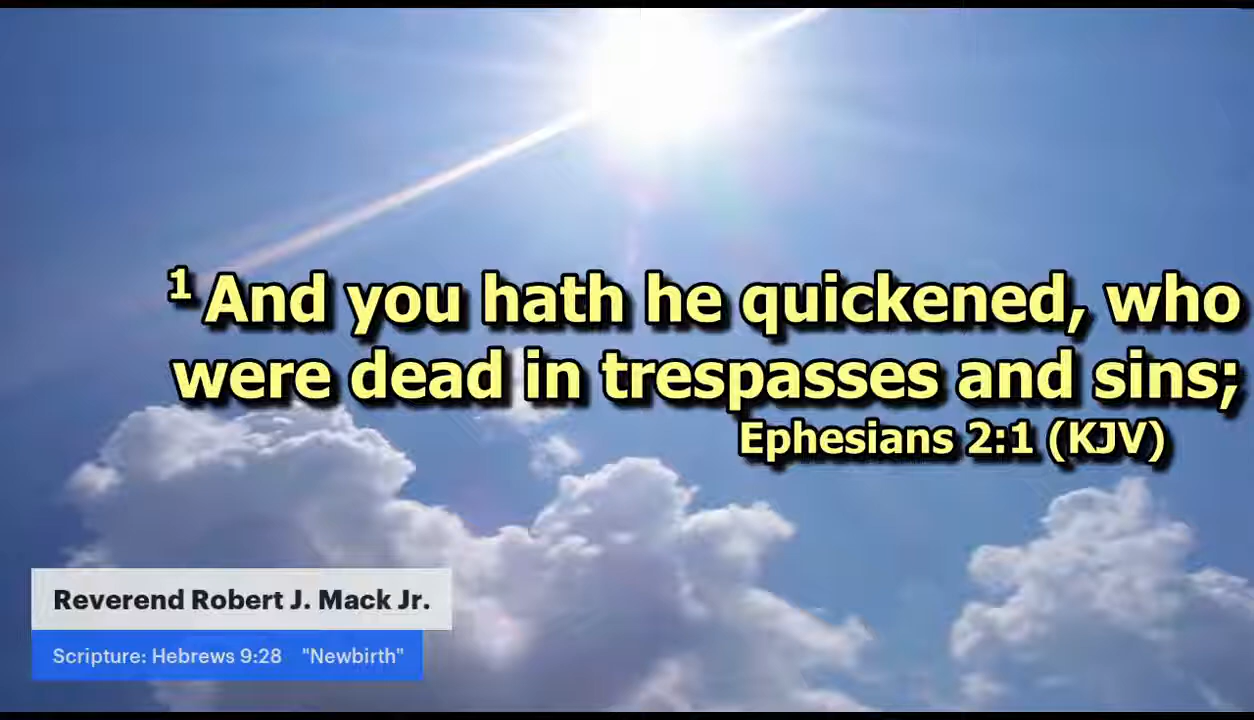 1 And you hath he quickened, who
were dead in trespasses and sins;
Ephesians 2:1 (KJV)
Reverend Robert J. Mack Jr.
Scripture: Hebrews 9:28 "Newbirth"